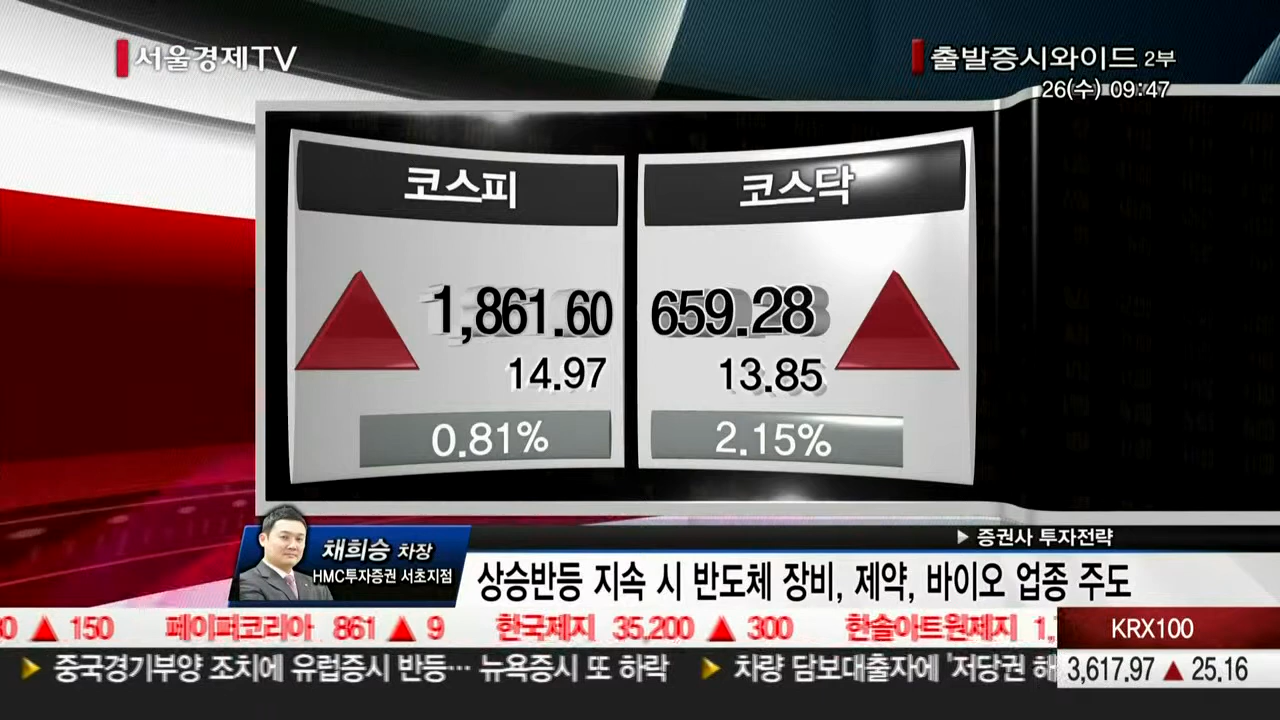 서울경제TV
출발증시와이드 2부
26(수) 09:47
코스피
1,861.60
14.97
0.81%
코스닥
659.28
13.85
2.15%
▶ 증권사 투자전략
채희승 차장
HMC투자증권 서초지점
상승반등 지속 시 반도체 장비, 제약, 바이오 업종 주도
▲ 150 페이퍼코리아 861 ▲ 9 한국제지 35,200 ▲ 300 한솔아트원제지
KRX100
▶ 중국경기부양 조치에 유럽증시 반등… 뉴욕증시 또 하락 ▶ 차량 담보대출자에 '저당권 해
3,617.97 ▲ 25.16